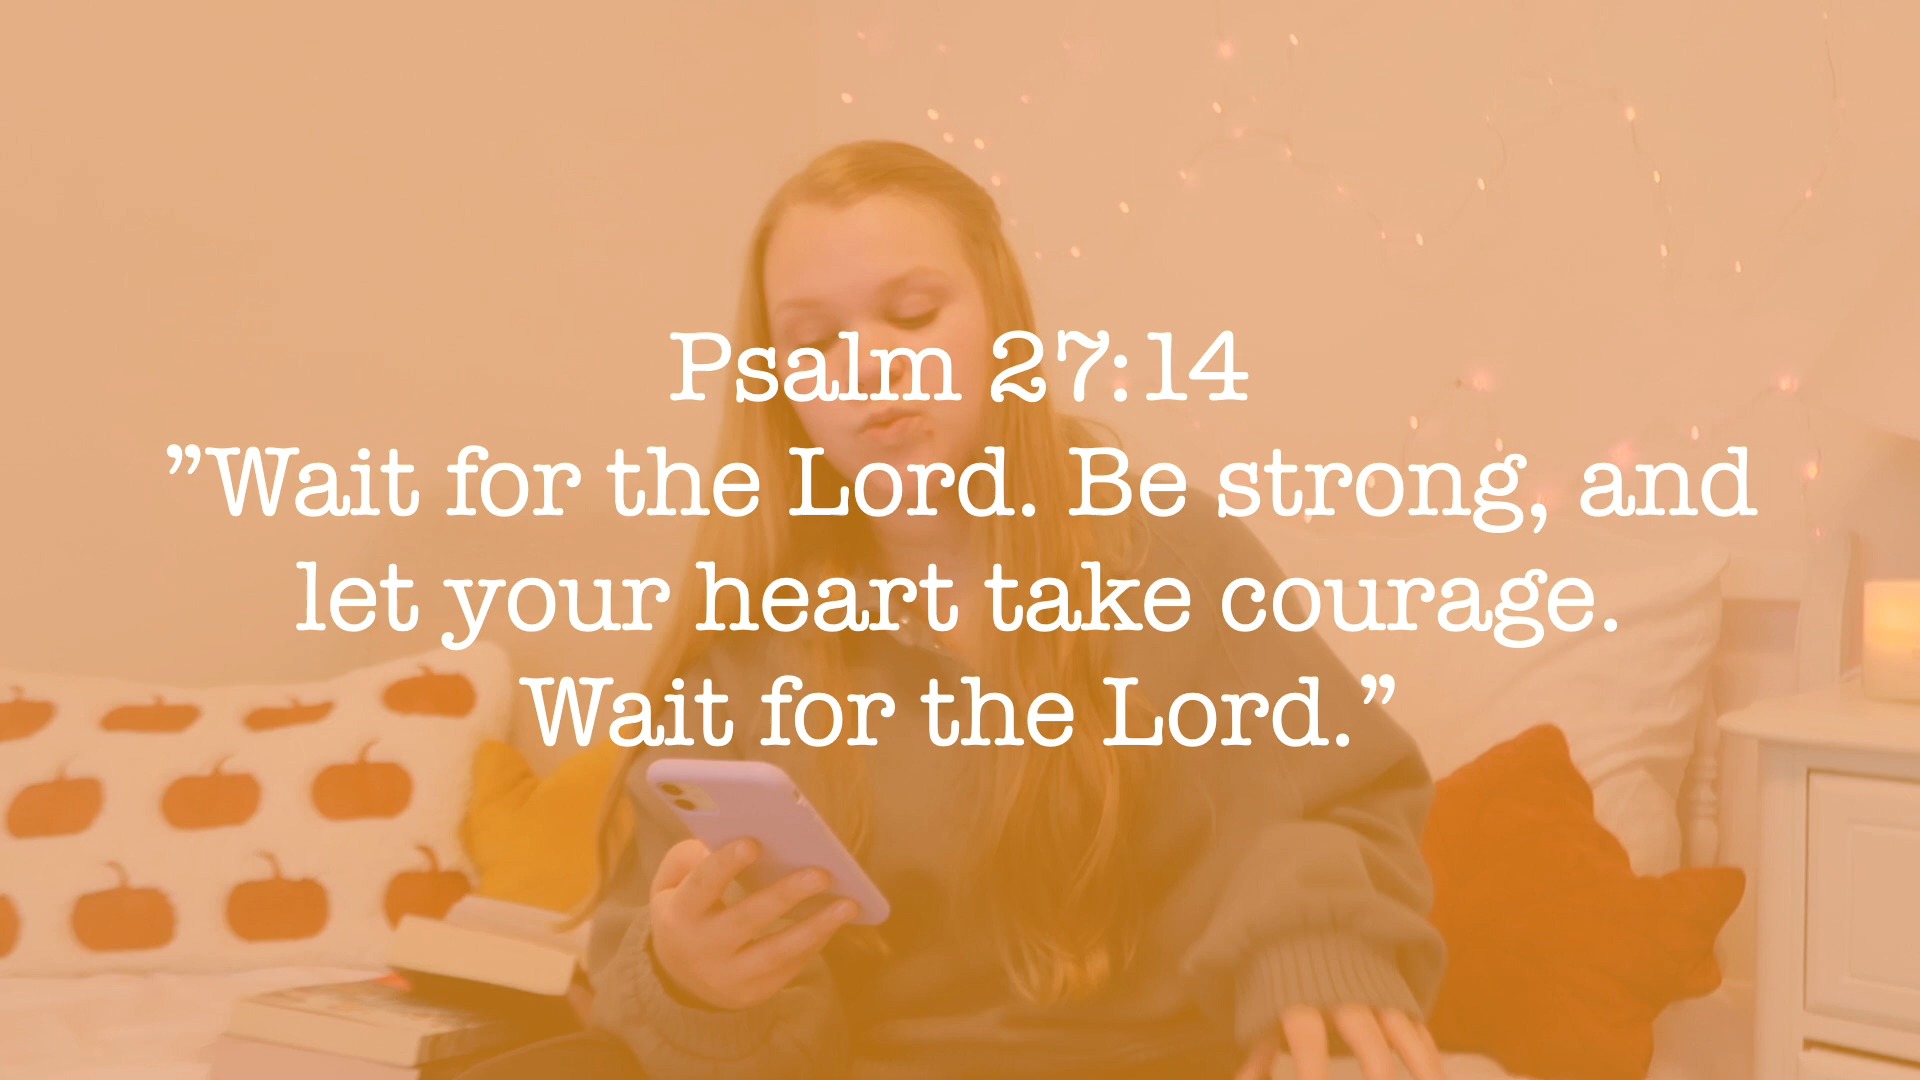 Psalm 27:14
”Wait for the Lord. Be strong, and
let your heart take courage.
Wait for the Lord.”